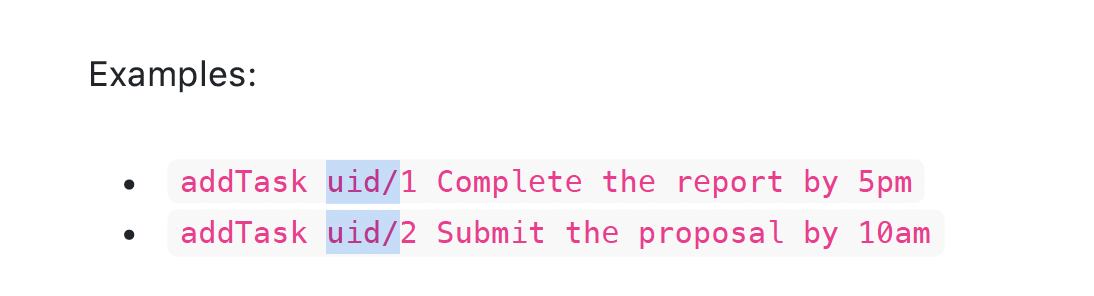 Examples:
addTask uid/1 Complete the report by 5pm
addTask uid/2 Submit the proposal by 10am